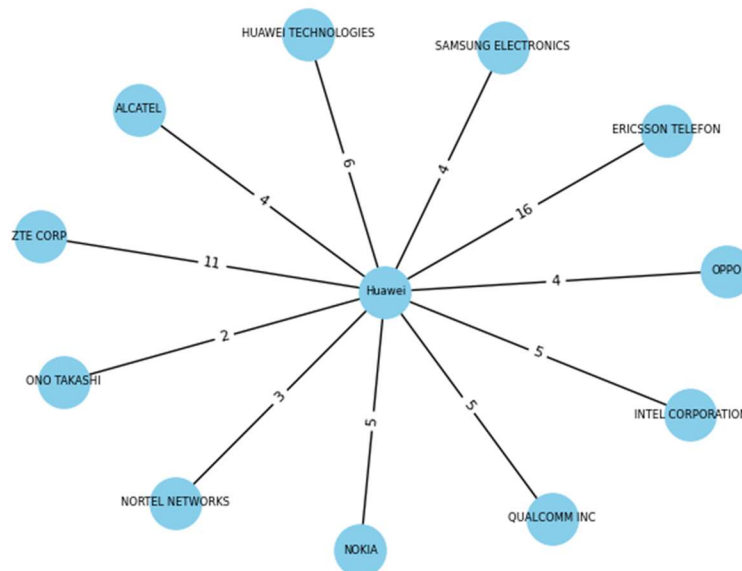 HUAWEI TECHNOLOGIES
SAMSUNG ELECTRONICS
ALCATEL
ERICSSON TELEFON
6
4
4
16
ZTE CORP
11
OPPO
4
Huawei
2
5
ONO TAKASHI
3
5
5
INTEL CORPORATION
NORTEL NETWORKS
QUALCOMM INC
NOKIA